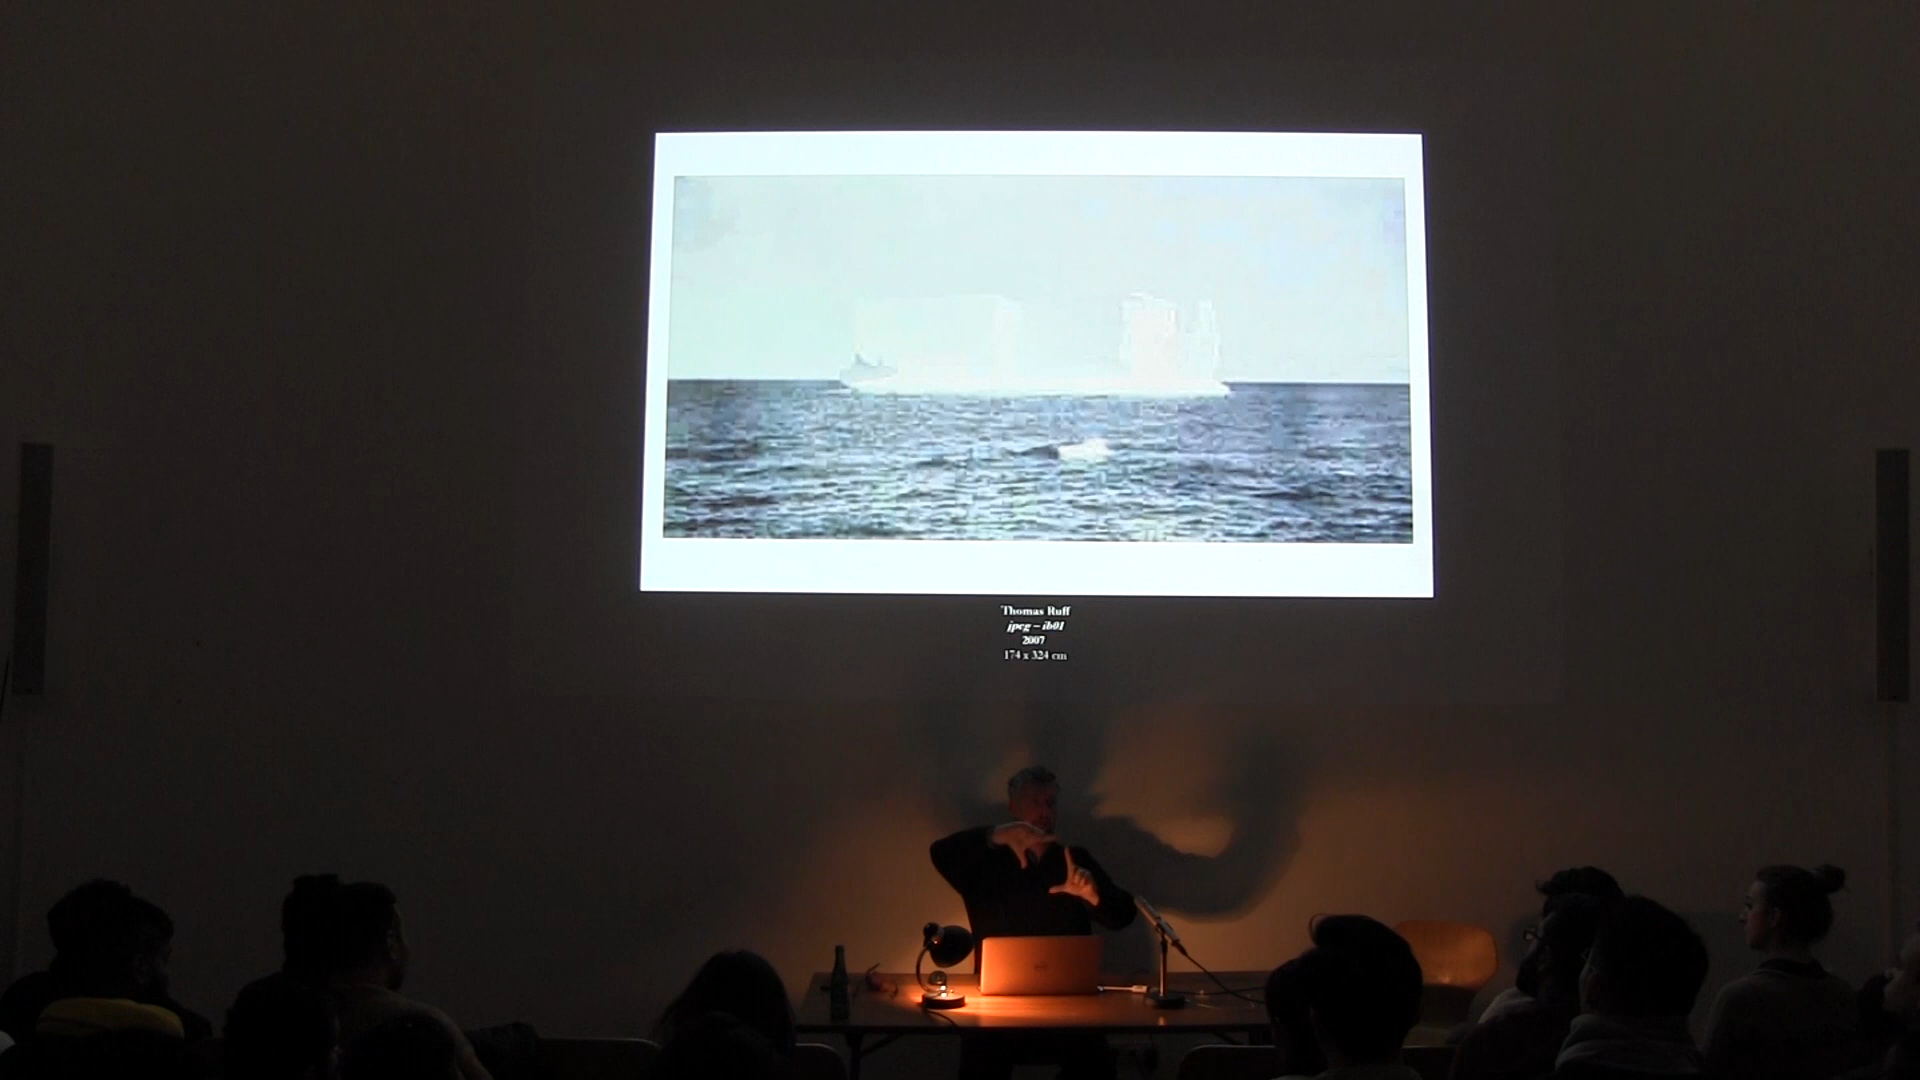 Thomas Ruff
jpeg – ib01
2007
174 x 324 cm